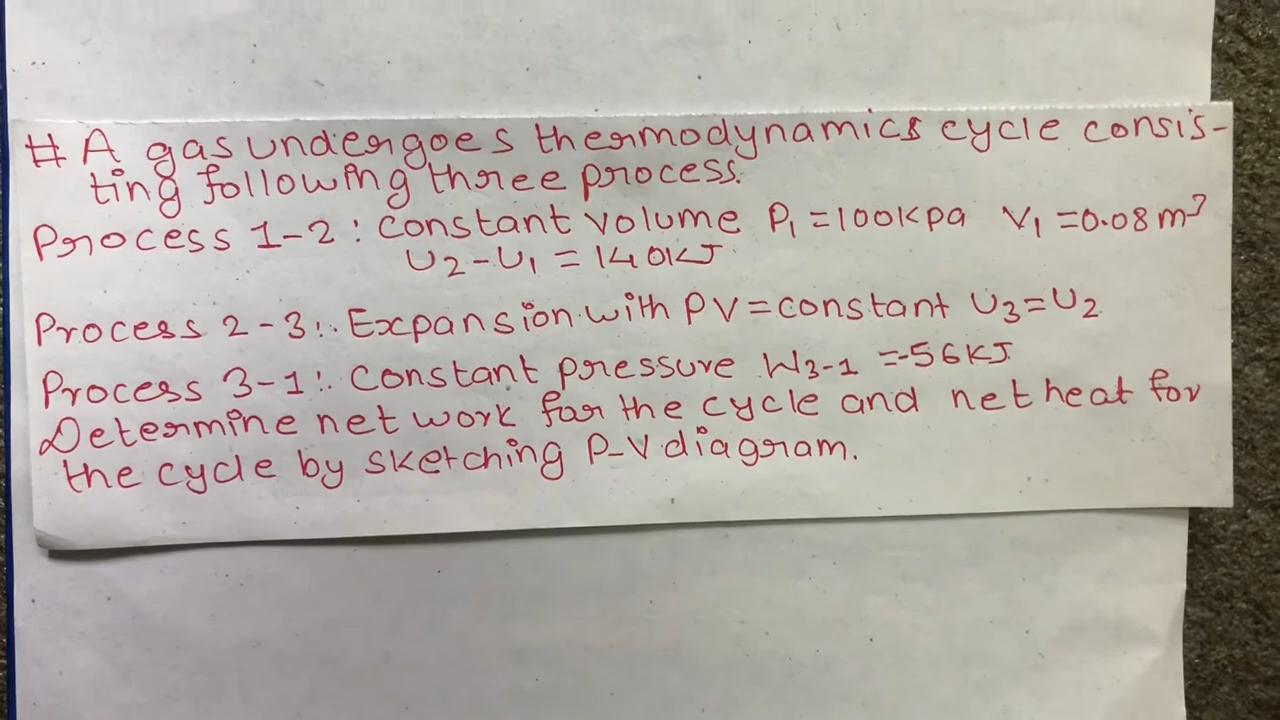 # A gas undergoes thermodynamics cycle consis-
ting following three process.
Process 1-2: constant volume P₁ = 100kpa V₁ = 0.08 m³
U₂-U₁ = 140KJ
Process 2-3:. Expansion with PV = constant U₃ = U₂
Process 3-1:. constant pressure W₃₋₁ = -56KJ
Determine net work for the cycle and net heat for
the cycle by sketching P-V diagram.